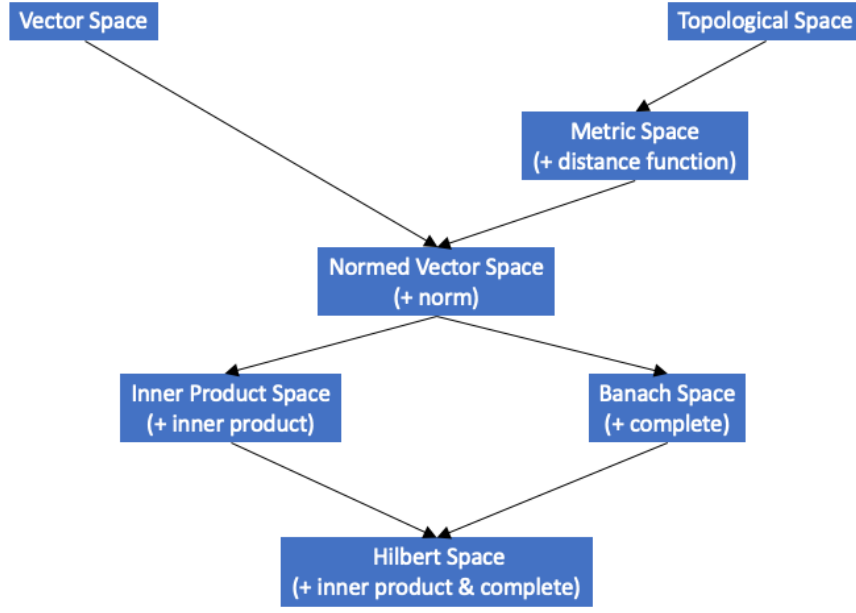 Vector Space
Topological Space
Metric Space
(+ distance function)
Normed Vector Space
(+ norm)
Inner Product Space
(+ inner product)
Banach Space
(+ complete)
Hilbert Space
(+ inner product & complete)